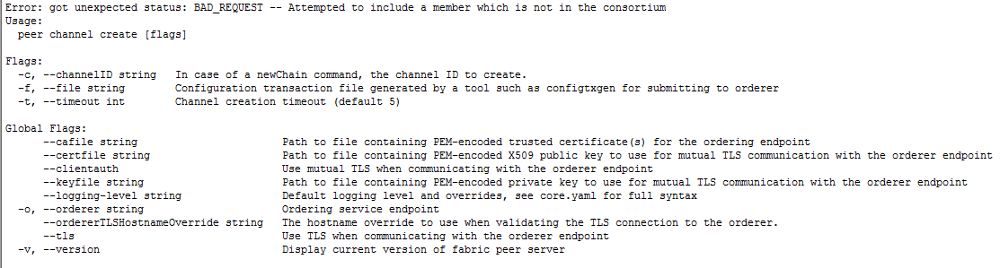 Error: got unexpected status: BAD_REQUEST -- Attempted to include a member which is not in the consortium
Usage:
  peer channel create [flags]

Flags:
  -c, --channelID string   In case of a newChain command, the channel ID to create.
  -f, --file string        Configuration transaction file generated by a tool such as configtxgen for submitting to orderer
  -t, --timeout int        Channel creation timeout (default 5)

Global Flags:
      --cafile string                       Path to file containing PEM-encoded trusted certificate(s) for the ordering endpoint
      --certfile string                     Path to file containing PEM-encoded X509 public key to use for mutual TLS communication with the orderer endpoint
      --clientauth                          Use mutual TLS when communicating with the orderer endpoint
      --keyfile string                      Path to file containing PEM-encoded private key to use for mutual TLS communication with the orderer endpoint
      --logging-level string                Default logging level and overrides, see core.yaml for full syntax
  -o, --orderer string                      Ordering service endpoint
      --ordererTLSHostnameOverride string   The hostname override to use when validating the TLS connection to the orderer.
      --tls                                 Use TLS when communicating with the orderer endpoint
  -v, --version                             Display current version of fabric peer server